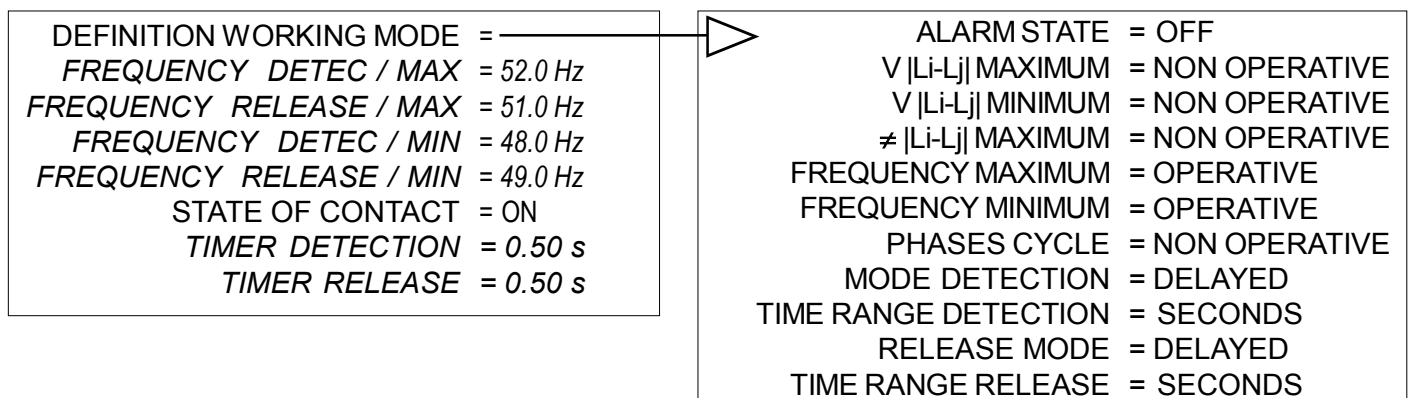 DEFINITION WORKING MODE =
FREQUENCY DETEC / MAX = 52.0 Hz
FREQUENCY RELEASE / MAX = 51.0 Hz
FREQUENCY DETEC / MIN = 48.0 Hz
FREQUENCY RELEASE / MIN = 49.0 Hz
STATE OF CONTACT = ON
TIMER DETECTION = 0.50 s
TIMER RELEASE = 0.50 s
ALARM STATE = OFF
V |Li-Lj| MAXIMUM = NON OPERATIVE
V |Li-Lj| MINIMUM = NON OPERATIVE
≠ |Li-Lj| MAXIMUM = NON OPERATIVE
FREQUENCY MAXIMUM = OPERATIVE
FREQUENCY MINIMUM = OPERATIVE
PHASES CYCLE = NON OPERATIVE
MODE DETECTION = DELAYED
TIME RANGE DETECTION = SECONDS
RELEASE MODE = DELAYED
TIME RANGE RELEASE = SECONDS